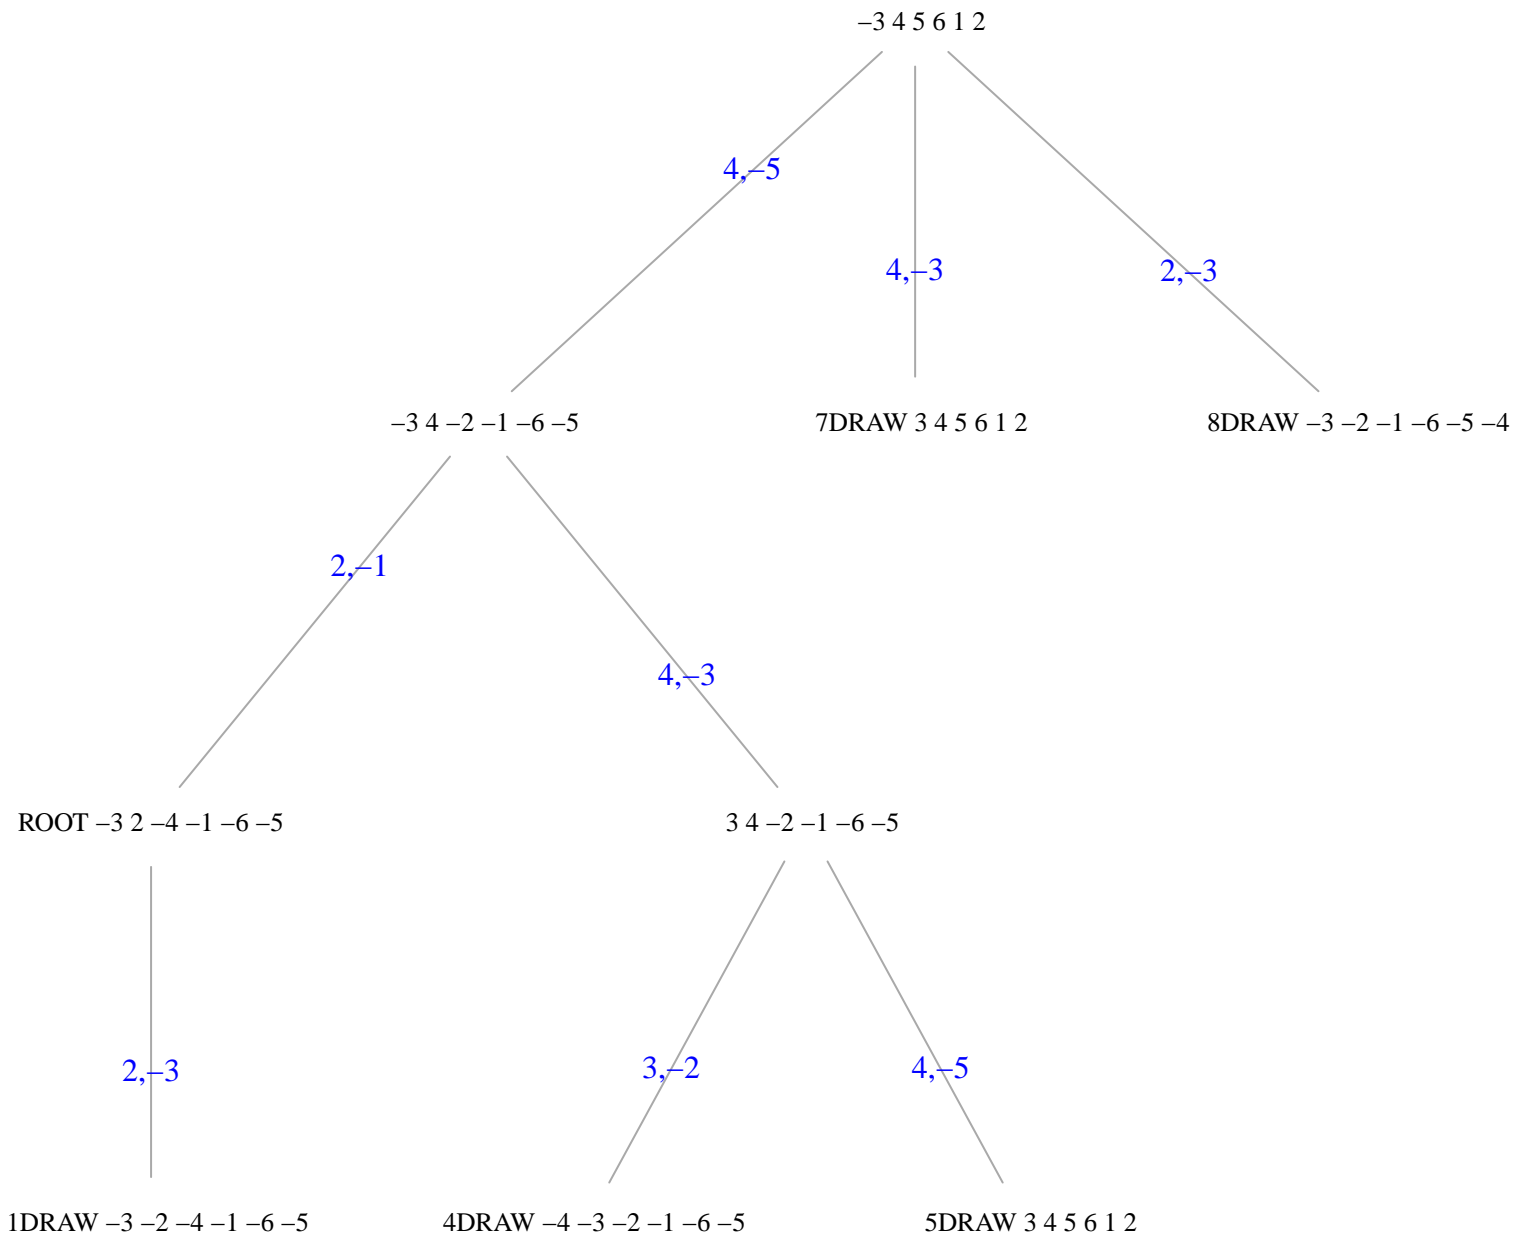 –3 4 5 6 1 2
4,–5
4,–3
2,–3
–3 4 –2 –1 –6 –5
7DRAW 3 4 5 6 1 2
8DRAW –3 –2 –1 –6 –5 –4
2,–1
4,–3
ROOT –3 2 –4 –1 –6 –5
3 4 –2 –1 –6 –5
2,–3
3,–2
4,–5
1DRAW –3 –2 –4 –1 –6 –5
4DRAW –4 –3 –2 –1 –6 –5
5DRAW 3 4 5 6 1 2